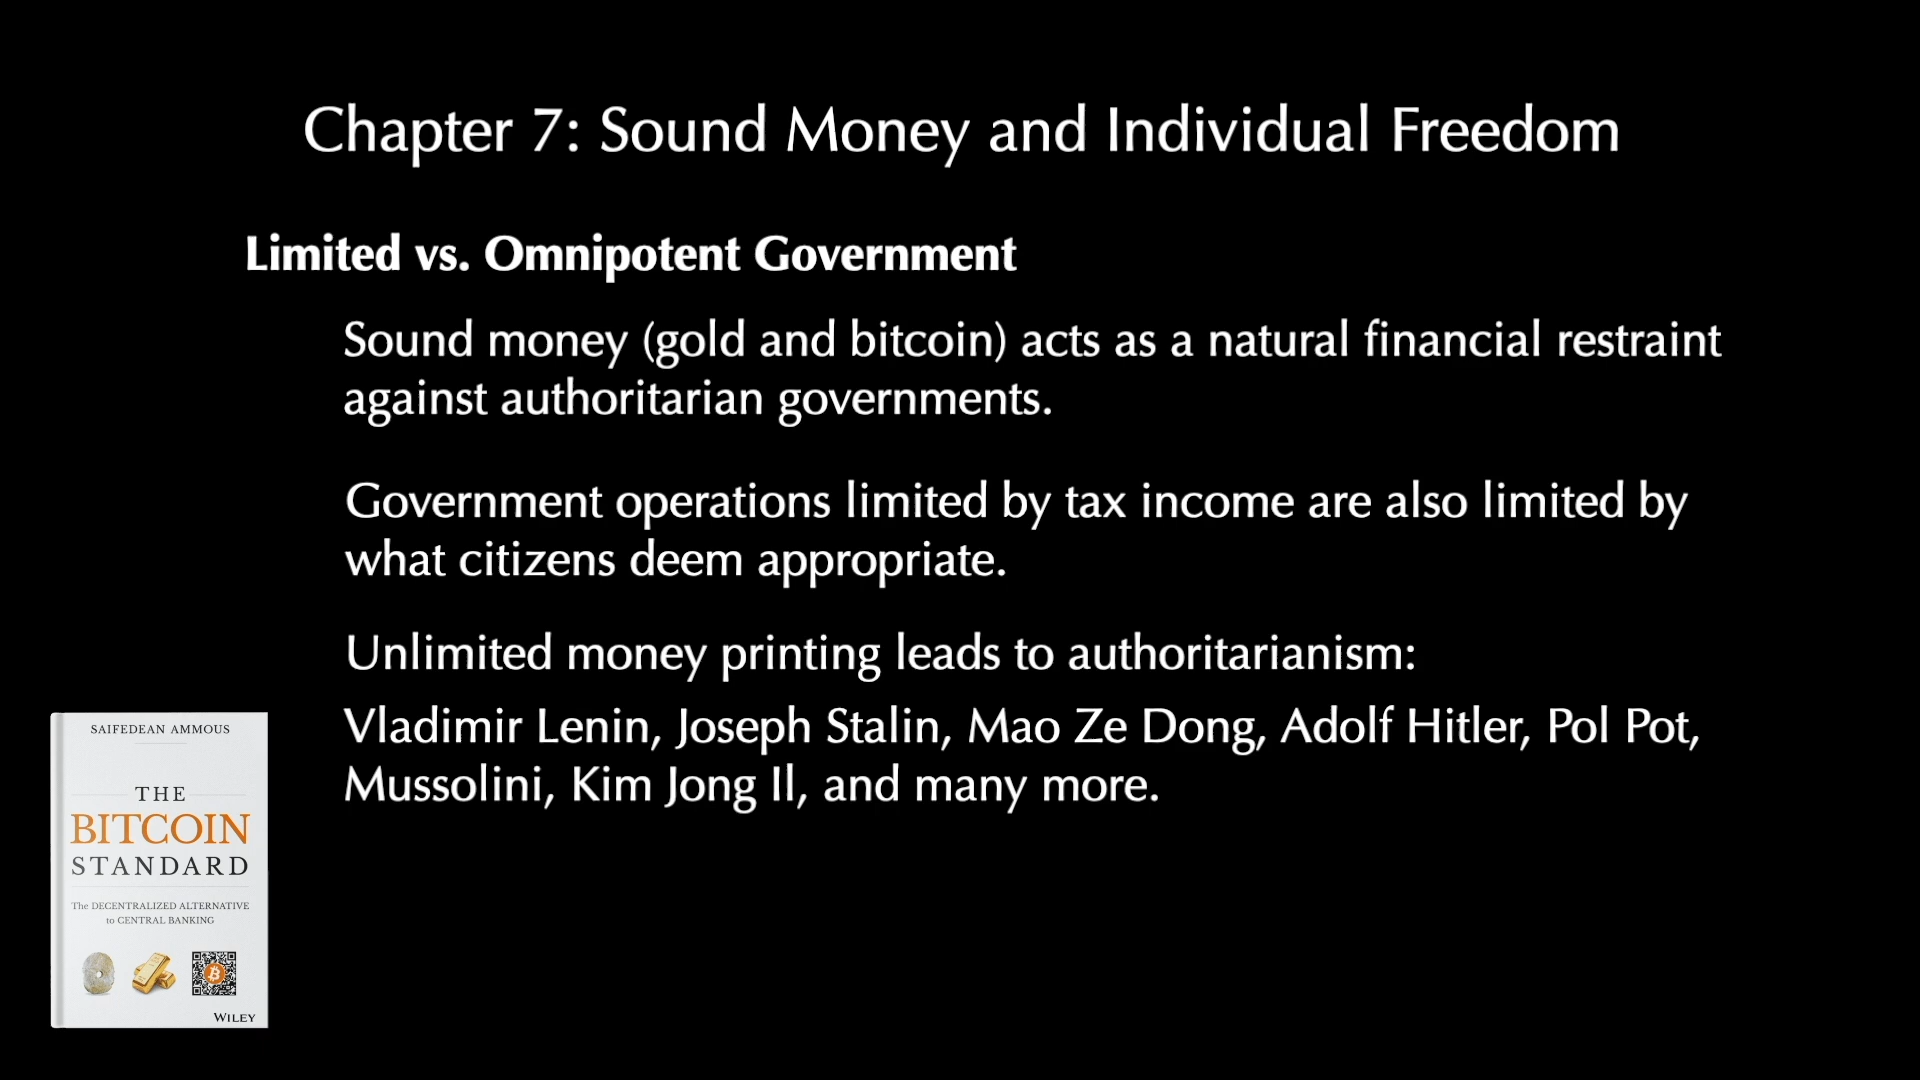 Chapter 7: Sound Money and Individual Freedom
Limited vs. Omnipotent Government
Sound money (gold and bitcoin) acts as a natural financial restraint
against authoritarian governments.
Government operations limited by tax income are also limited by
what citizens deem appropriate.
Unlimited money printing leads to authoritarianism:
Vladimir Lenin, Joseph Stalin, Mao Ze Dong, Adolf Hitler, Pol Pot,
Mussolini, Kim Jong Il, and many more.
SAIFEDEAN AMMOUS
THE
BITCOIN
STANDARD
The DECENTRALIZED ALTERNATIVE
to CENTRAL BANKING
WILEY